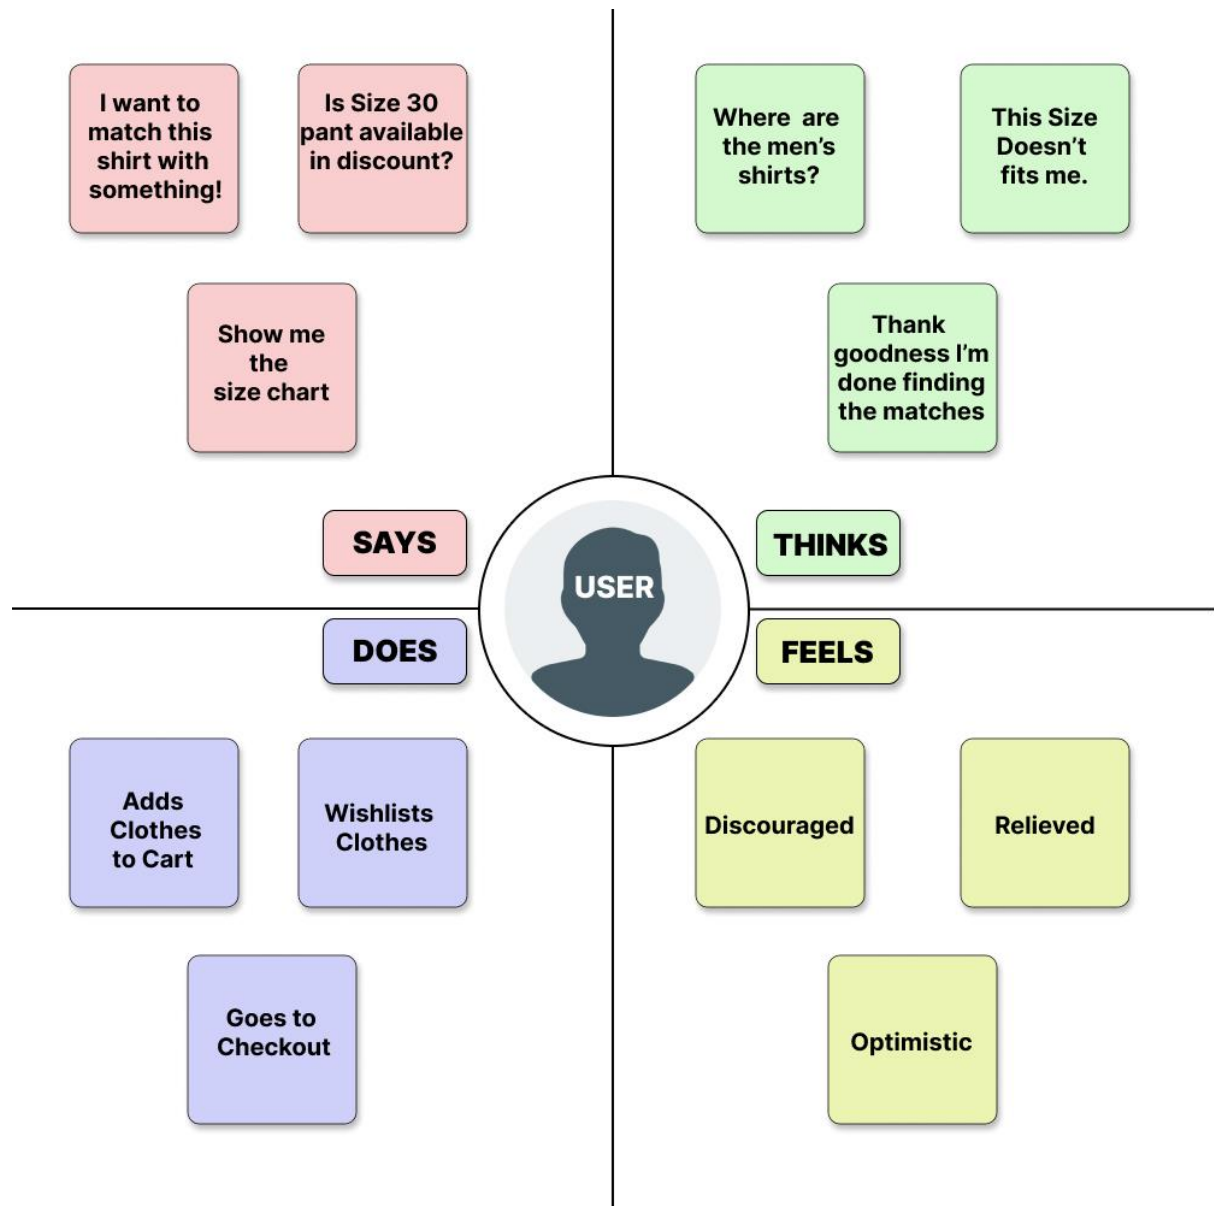 I want to
match this
shirt with
something!
Is Size 30
pant available
in discount?
Show me
the
size chart
SAYS
Where are
the men’s
shirts?
This Size
Doesn’t
fits me.
Thank
goodness I’m
done finding
the matches
THINKS
USER
DOES
Adds
Clothes
to Cart
Wishlists
Clothes
Goes to
Checkout
FEELS
Discouraged
Relieved
Optimistic